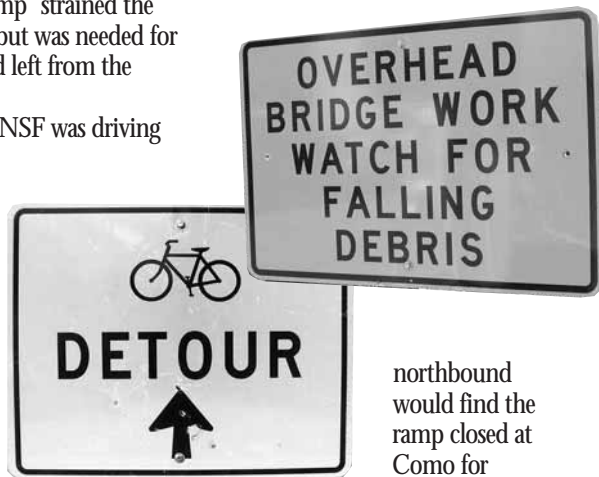 mp" strained the
but was needed for
d left from the
NSF was driving
OVERHEAD
BRIDGE WORK
WATCH FOR
FALLING
DEBRIS
DETOUR
northbound
would find the
ramp closed at
Como for